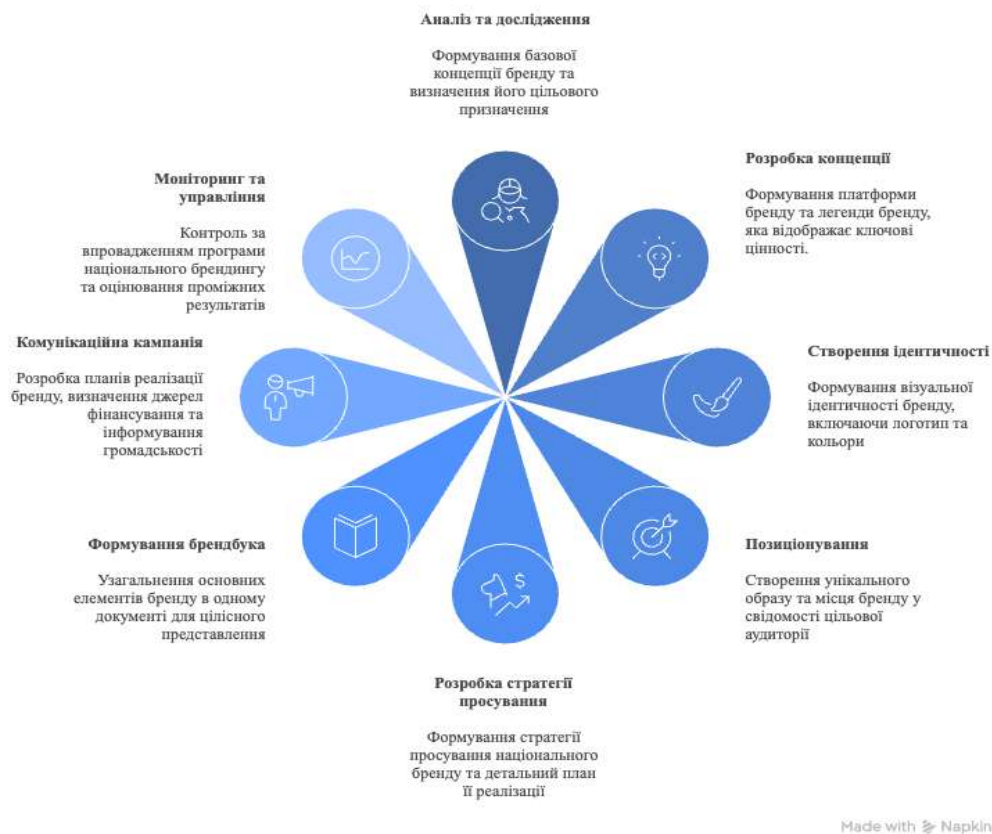 Аналіз та дослідження
Формування базової
концепції бренду та
визначення його цільового
призначення
Розробка концепції
Формування платформи
бренду та легенди бренду,
яка відображає ключові
цінності.
Створення ідентичності
Формування візуальної
ідентичності бренду,
включаючи логотип та
кольори
Позиціонування
Створення унікального
образу та місця бренду у
свідомості цільової
аудиторії
Розробка стратегії
просування
Формування стратегії
просування національного
бренду та детальний план
її реалізації
Формування брендбука
Узагальнення основних
елементів бренду в одному
документі для цілісного
представлення
Комунікаційна кампанія
Розробка планів реалізації
бренду, визначення джерел
фінансування та
інформування
громадськості
Моніторинг та
управління
Контроль за
впровадженням програми
національного брендингу
та оцінювання проміжних
результатів
$
Made with Napkin